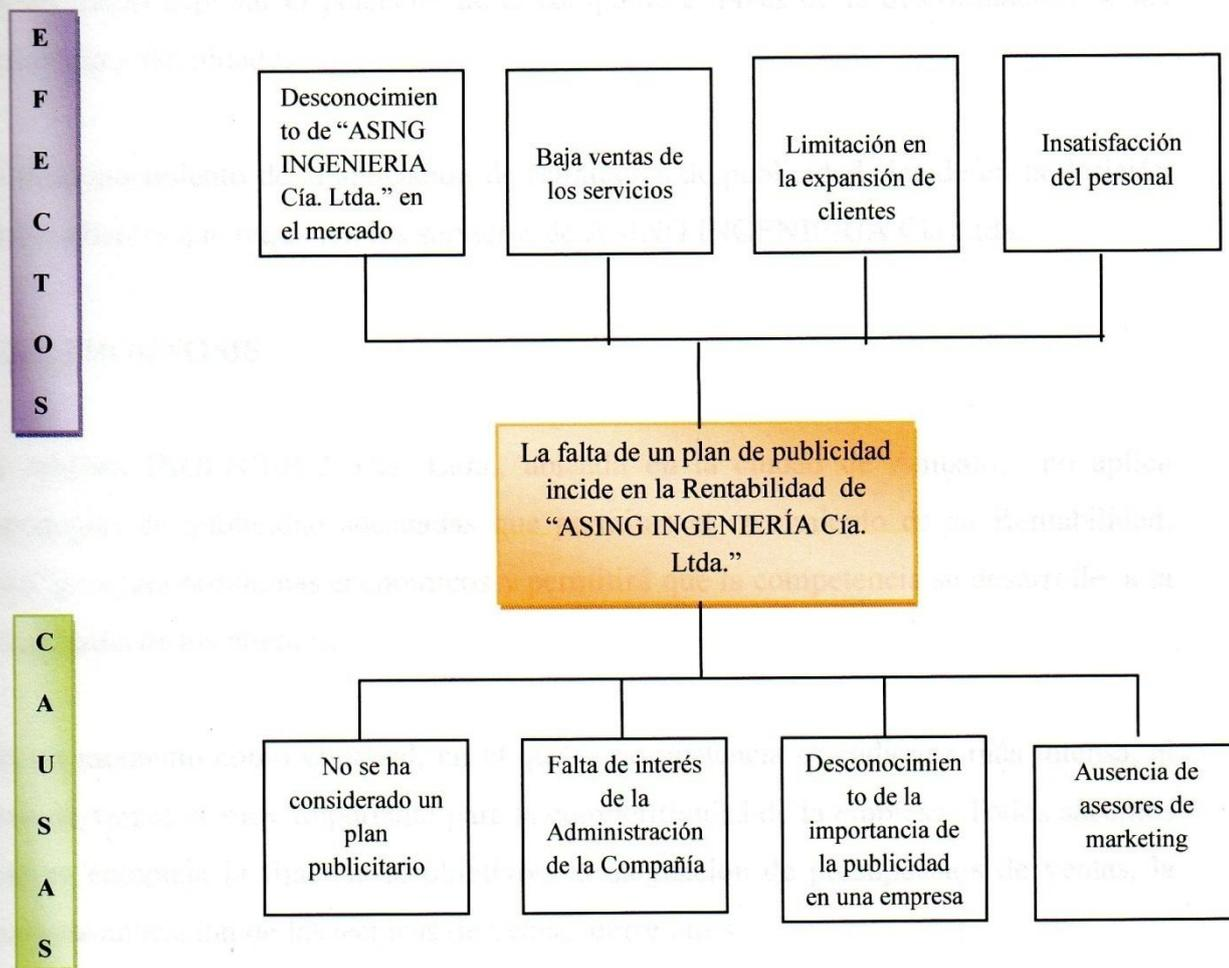 E
F
E
C
T
O
S
Desconocimien
to de “ASING
INGENIERIA
Cía. Ltda.” en
el mercado
Baja ventas de
los servicios
Limitación en
la expansión de
clientes
Insatisfacción
del personal
La falta de un plan de publicidad
incide en la Rentabilidad de
“ASING INGENIERÍA Cía.
Ltda.”
C
A
U
S
A
S
No se ha
considerado un
plan
publicitario
Falta de interés
de la
Administración
de la Compañía
Desconocimien
to de la
importancia de
la publicidad
en una empresa
Ausencia de
asesores de
marketing